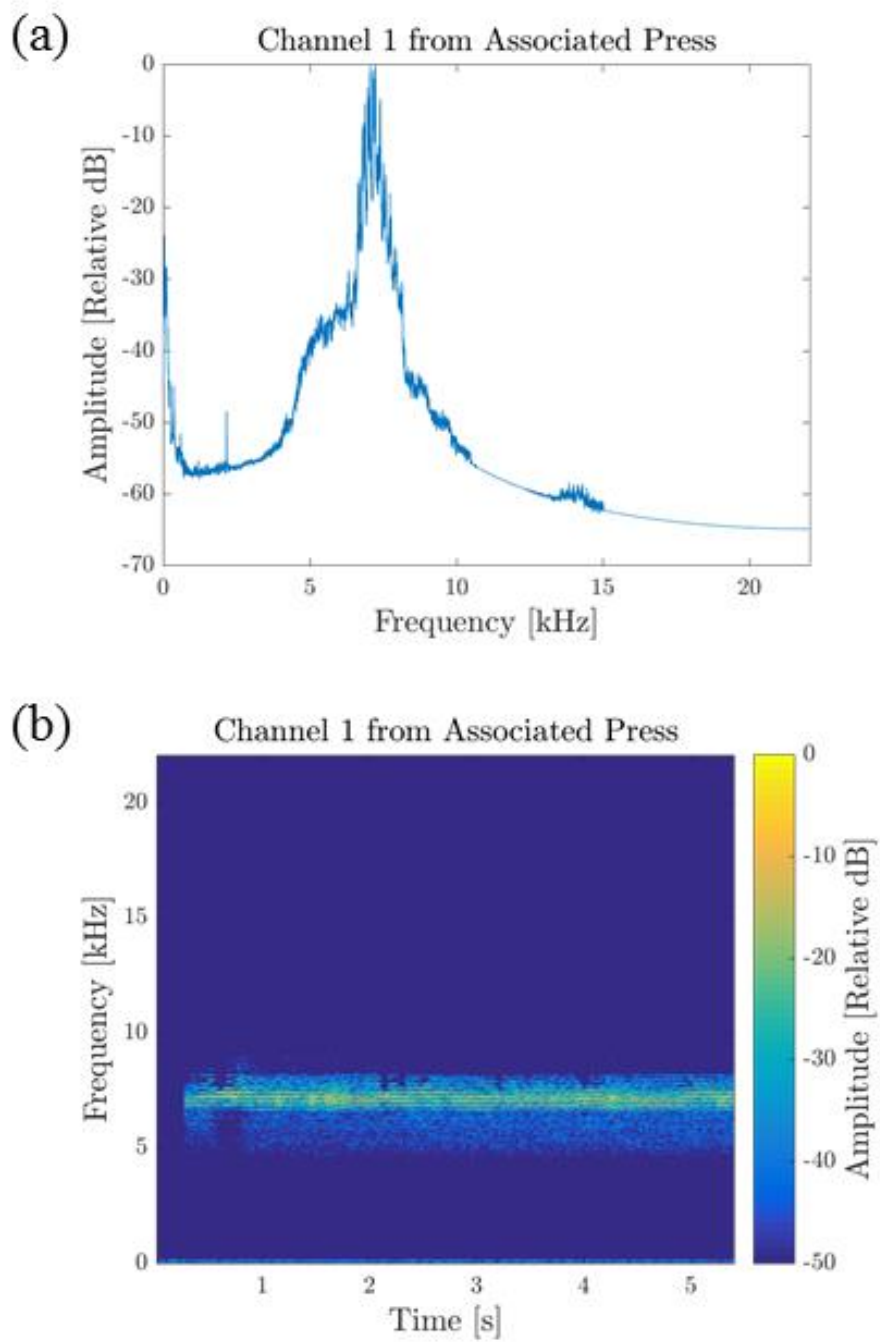 (a)
Channel 1 from Associated Press
0
-10
-20
-30
-40
-50
-60
-70
Amplitude [Relative dB]
0 5 10 15 20
Frequency [kHz]
(b)
Channel 1 from Associated Press
20
15
10
5
0
Frequency [kHz]
1 2 3 4 5
Time [s]
0
-10
-20
-30
-40
-50
Amplitude [Relative dB]